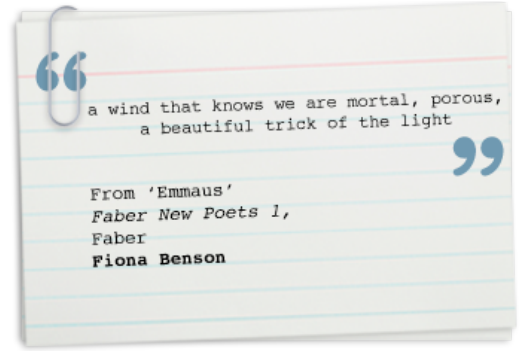 “
a wind that knows we are mortal, porous,
a beautiful trick of the light
”
From ‘Emmaus’
Faber New Poets 1,
Faber
Fiona Benson